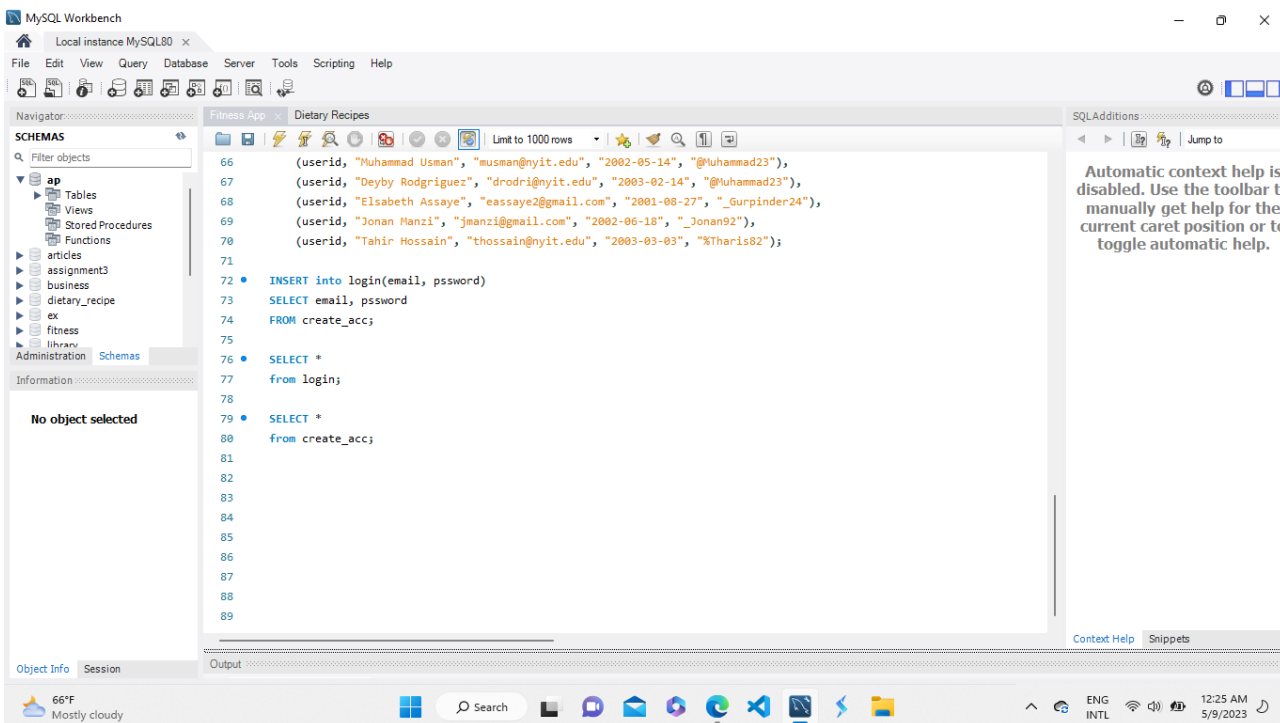 MySQL Workbench
Local instance MySQL80
File Edit View Query Database Server Tools Scripting Help
Navigator
SCHEMAS
Filter objects
ap
Tables
Views
Stored Procedures
Functions
articles
assignment3
business
dietary_recipe
ex
fitness
library
Administration Schemas
Information
No object selected
Object Info Session
Fitness App Dietary Recipes
Limit to 1000 rows
66 (userid, "Muhammad Usman", "musman@nyit.edu", "2002-05-14", "@Muhammad23"),
67 (userid, "Deyby Rodgriguez", "drodri@nyit.edu", "2003-02-14", "@Muhammad23"),
68 (userid, "Elsabeth Assaye", "eassaye2@gmail.com", "2001-08-27", "_Gurpinder24"),
69 (userid, "Jonan Manzi", "jmanzi@gmail.com", "2002-06-18", "_Jonan92"),
70 (userid, "Tahir Hossain", "thossain@nyit.edu", "2003-03-03", "%Tharis82");
71
72 INSERT into login(email, pssword)
73 SELECT email, pssword
74 FROM create_acc;
75
76 SELECT *
77 from login;
78
79 SELECT *
80 from create_acc;
81
82
83
84
85
86
87
88
89
Output
SQLAdditions
Jump to
Automatic context help is
disabled. Use the toolbar t
manually get help for the
current caret position or to
toggle automatic help.
Context Help Snippets
66°F
Mostly cloudy
Search
ENG
INTL
12:25 AM
5/9/2023